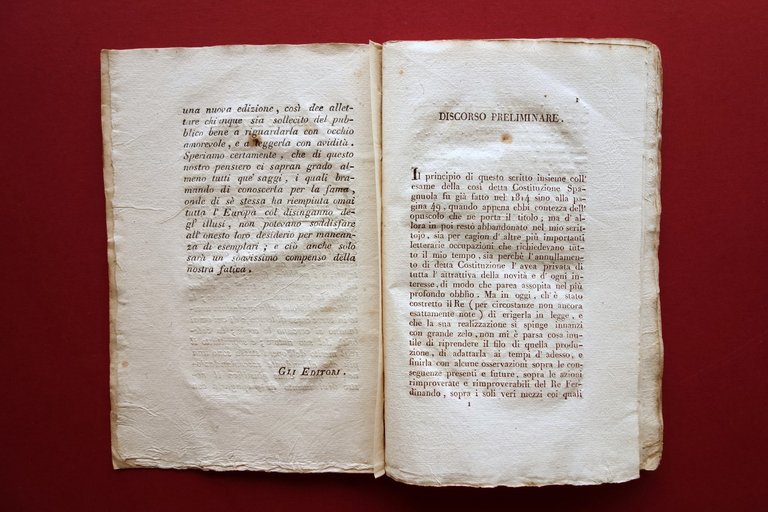 una nuova edizione, così dee allet-
tare chiunque sia sollecito del pub-
blico bene a riguardarla con occhio
amorevole, e a leggerla con avidità.
Speriamo certamente, che di questo
nostro pensiero ci sapran grado al-
meno tutti que' saggi, i quali bra-
mando di conoscerla per la fama,
onde di sè stessa ha riempiuta omai
tutta l'Europa col disinganno de-
gl' illusi, non potevano soddisfare
all'onesto loro desiderio per mancan-
za di esemplari; e ciò anche solo
sarà un soavissimo compenso della
nostra fatica.
GLI EDITORI.
DISCORSO PRELIMINARE.
Il principio di questo scritto insieme coll'
esame della così detta Costituzione Spa-
gnuola fu già fatto nel 1814 sino alla pa-
gina 49, quando appena ebbi contezza dell'
opuscolo che ne porta il titolo; ma d'al-
lora in poi restò abbandonato nel mio scrit-
tojo, sia per cagion d'altre più importanti
letterarie occupazioni che richiedevano tut-
to il mio tempo, sia perchè l'annullamen-
to di detta Costituzione l'avea privata di
tutta l'attrattiva della novità e d'ogni in-
teresse, di modo che parea assopita nel più
profondo obblio. Ma in oggi, ch'è stato
costretto il Re (per circostanze non ancora
esattamente note) di erigerla in legge, e
che la sua realizzazione si spinge innanzi
con grande zelo, non mi è parsa cosa inu-
tile di riprendere il filo di quella produ-
zione, di adattarla ai tempi d'adesso, e
finirla con alcune osservazioni sopra le con-
seguenze presenti e future, sopra le azioni
rimproverate e rimproverabili del Re Fer-
dinando, sopra i soli veri mezzi coi quali
1